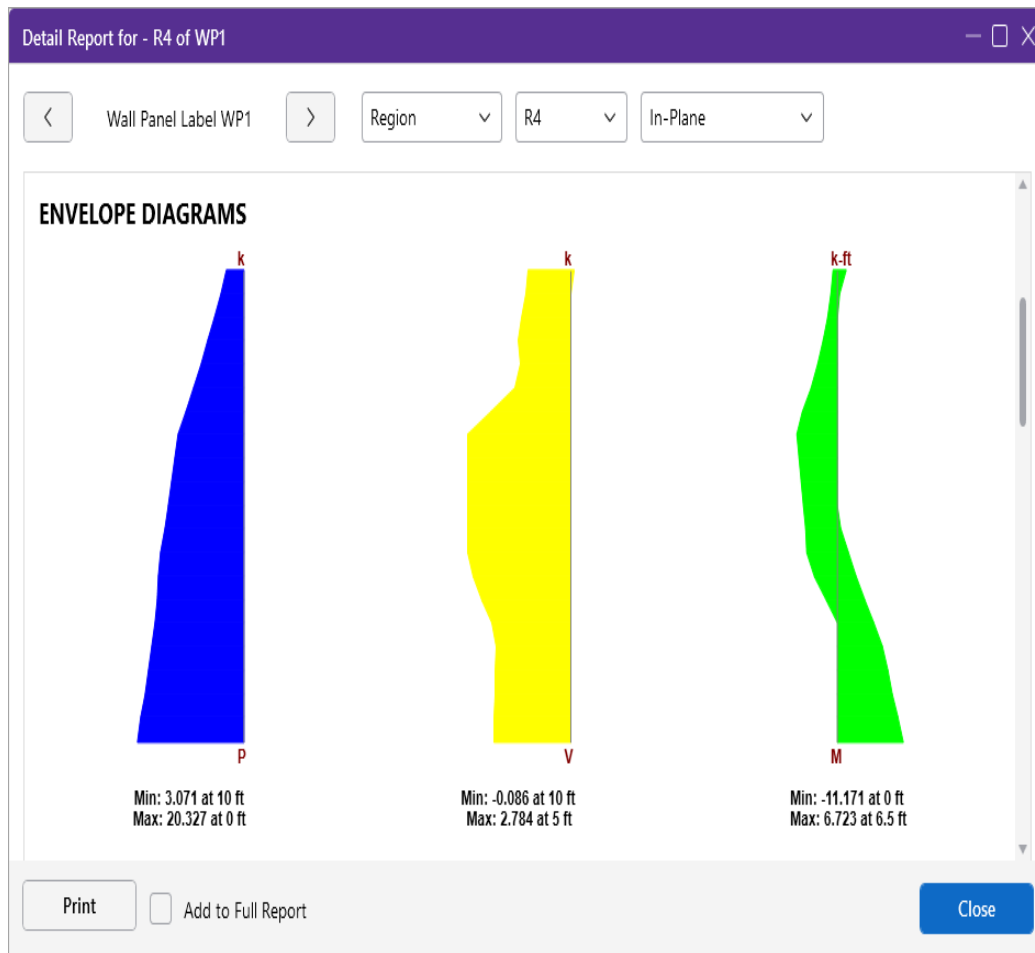 Detail Report for - R4 of WP1
Wall Panel Label WP1 Region R4 In-Plane
ENVELOPE DIAGRAMS
k k k-ft
P V M
Min: 3.071 at 10 ft Min: -0.086 at 10 ft Min: -11.171 at 0 ft
Max: 20.327 at 0 ft Max: 2.784 at 5 ft Max: 6.723 at 6.5 ft
Print Add to Full Report Close